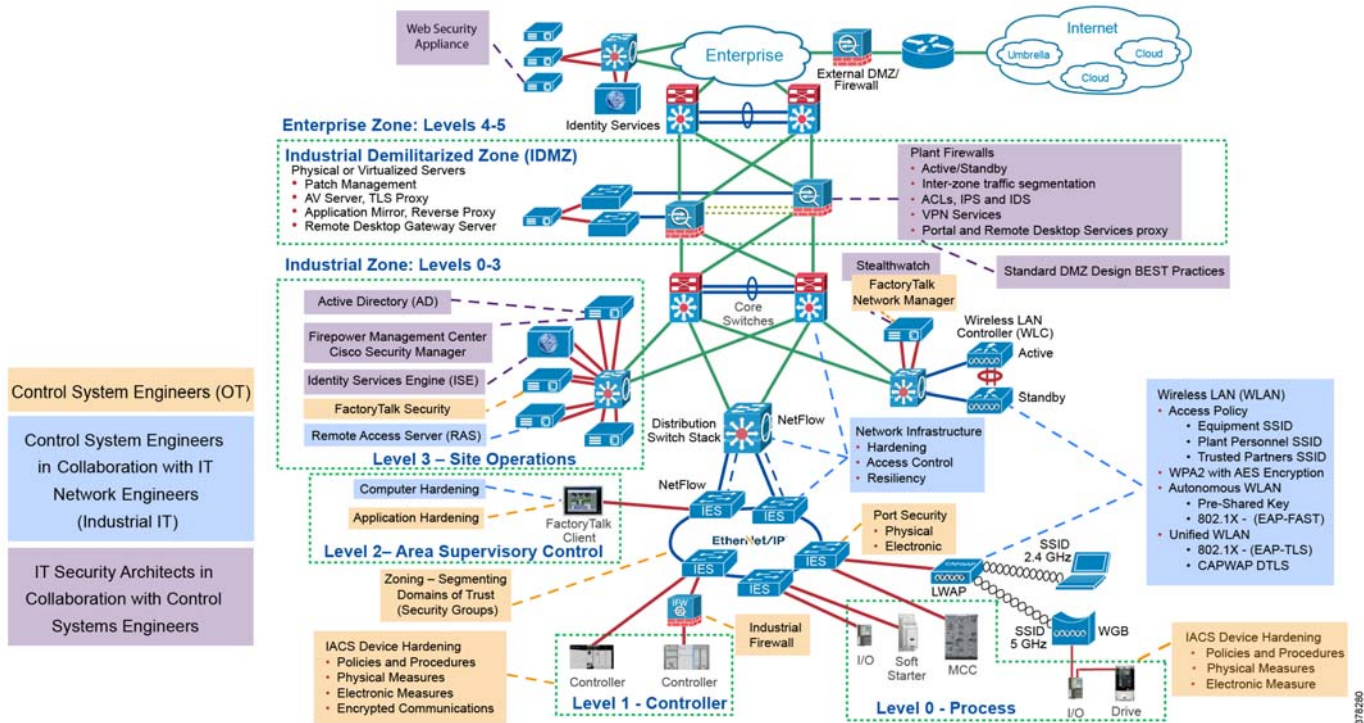 Web Security
Appliance
Identity Services
Enterprise
External DMZ/
Firewall
Internet
Umbrella
Cloud
Cloud
Enterprise Zone: Levels 4-5
Industrial Demilitarized Zone (IDMZ)
Physical or Virtualized Servers
• Patch Management
• AV Server, TLS Proxy
• Application Mirror, Reverse Proxy
• Remote Desktop Gateway Server
Plant Firewalls
• Active/Standby
• Inter-zone traffic segmentation
• ACLs, IPS and IDS
• VPN Services
• Portal and Remote Desktop Services proxy
Standard DMZ Design BEST Practices
Industrial Zone: Levels 0-3
Active Directory (AD)
Firepower Management Center
Cisco Security Manager
Identity Services Engine (ISE)
FactoryTalk Security
Remote Access Server (RAS)
Level 3 – Site Operations
Core
Switches
Stealthwatch
FactoryTalk
Network Manager
Wireless LAN
Controller (WLC)
Active
Standby
Distribution
Switch Stack
NetFlow
NetFlow
Network Infrastructure
• Hardening
• Access Control
• Resiliency
Wireless LAN (WLAN)
• Access Policy
• Equipment SSID
• Plant Personnel SSID
• Trusted Partners SSID
• WPA2 with AES Encryption
• Autonomous WLAN
• Pre-Shared Key
• 802.1X - (EAP-FAST)
• Unified WLAN
• 802.1X - (EAP-TLS)
• CAPWAP DTLS
Control System Engineers (OT)
Control System Engineers
in Collaboration with IT
Network Engineers
(Industrial IT)
IT Security Architects in
Collaboration with Control
Systems Engineers
Computer Hardening
Application Hardening
FactoryTalk
Client
Level 2– Area Supervisory Control
IES
IES
IES
IES
IES
EtherNet/IP
Port Security
• Physical
• Electronic
Zoning – Segmenting
Domains of Trust
(Security Groups)
IFW
Industrial
Firewall
CAPWAP
LWAP
SSID
2.4 GHz
SSID
5 GHz
WGB
IACS Device Hardening
• Policies and Procedures
• Physical Measures
• Electronic Measures
• Encrypted Communications
Controller
Controller
Level 1 - Controller
I/O
Soft
Starter
MCC
Level 0 - Process
I/O
Drive
IACS Device Hardening
• Policies and Procedures
• Physical Measures
• Electronic Measure
378280